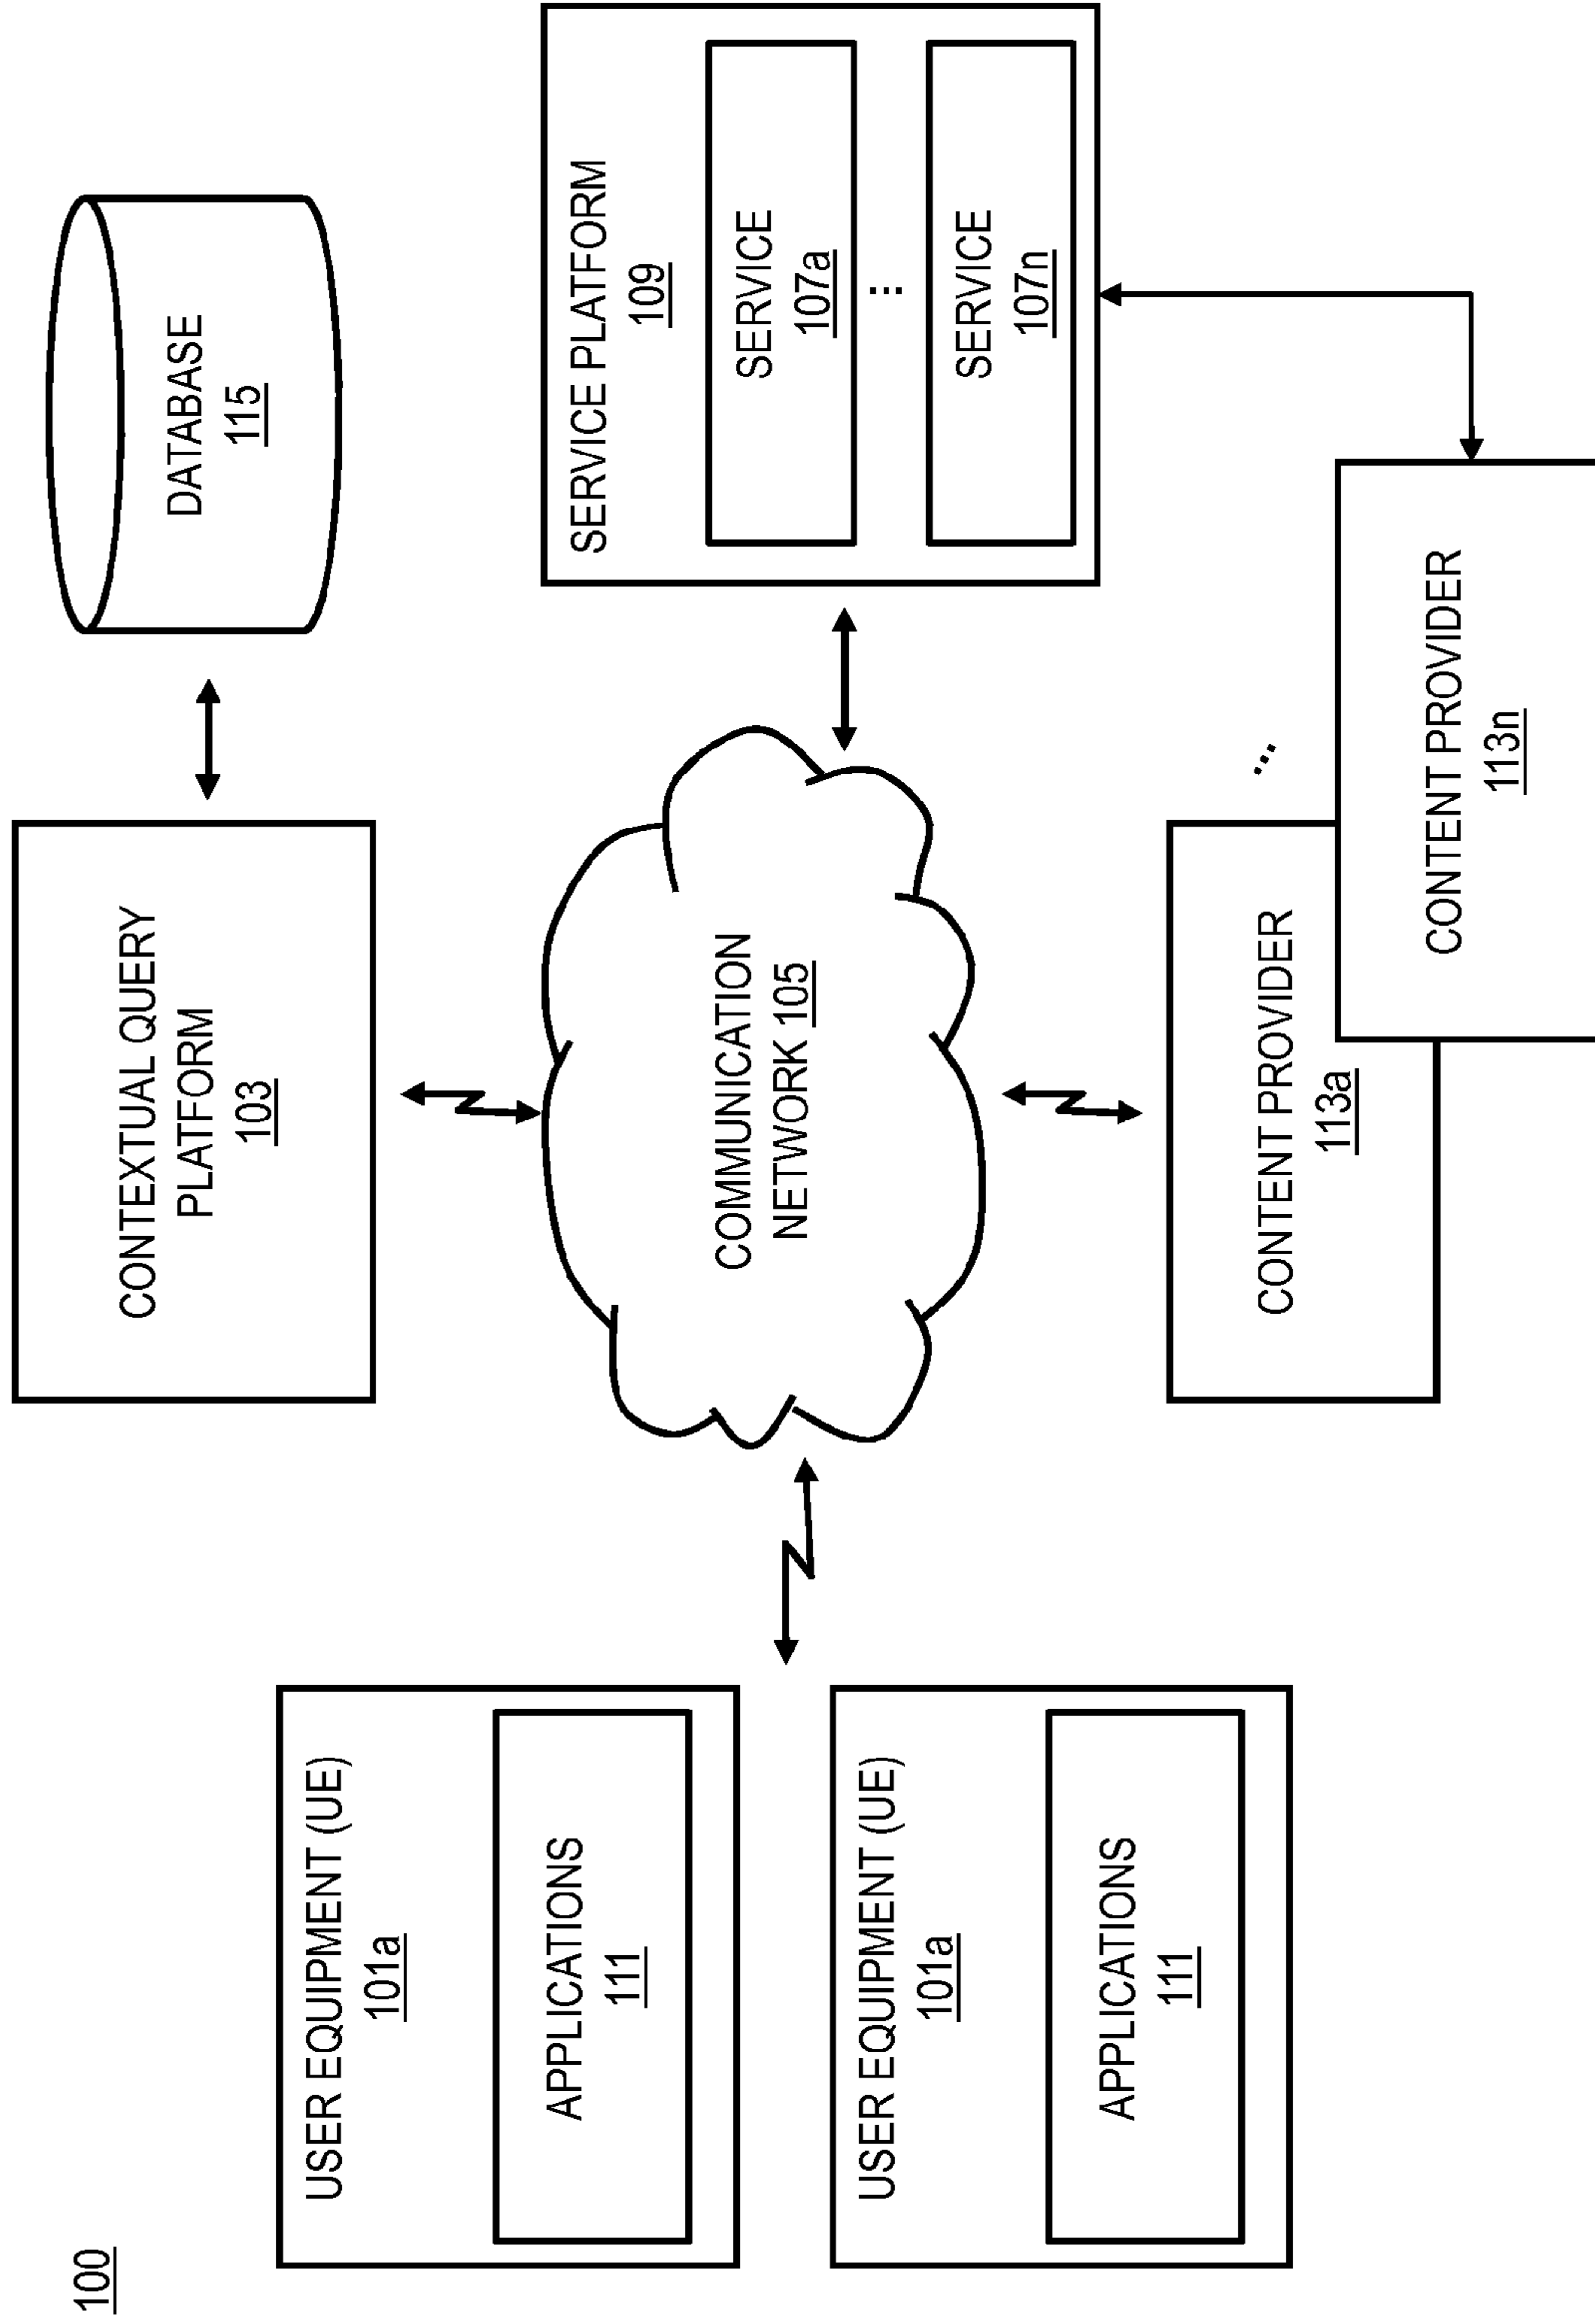 100
CONTEXTUAL QUERY
PLATFORM
103
DATABASE
115
USER EQUIPMENT (UE)
101a
APPLICATIONS
111
USER EQUIPMENT (UE)
101a
APPLICATIONS
111
COMMUNICATION
NETWORK 105
SERVICE PLATFORM
109
SERVICE
107a
...
SERVICE
107n
CONTENT PROVIDER
113a
...
CONTENT PROVIDER
113n